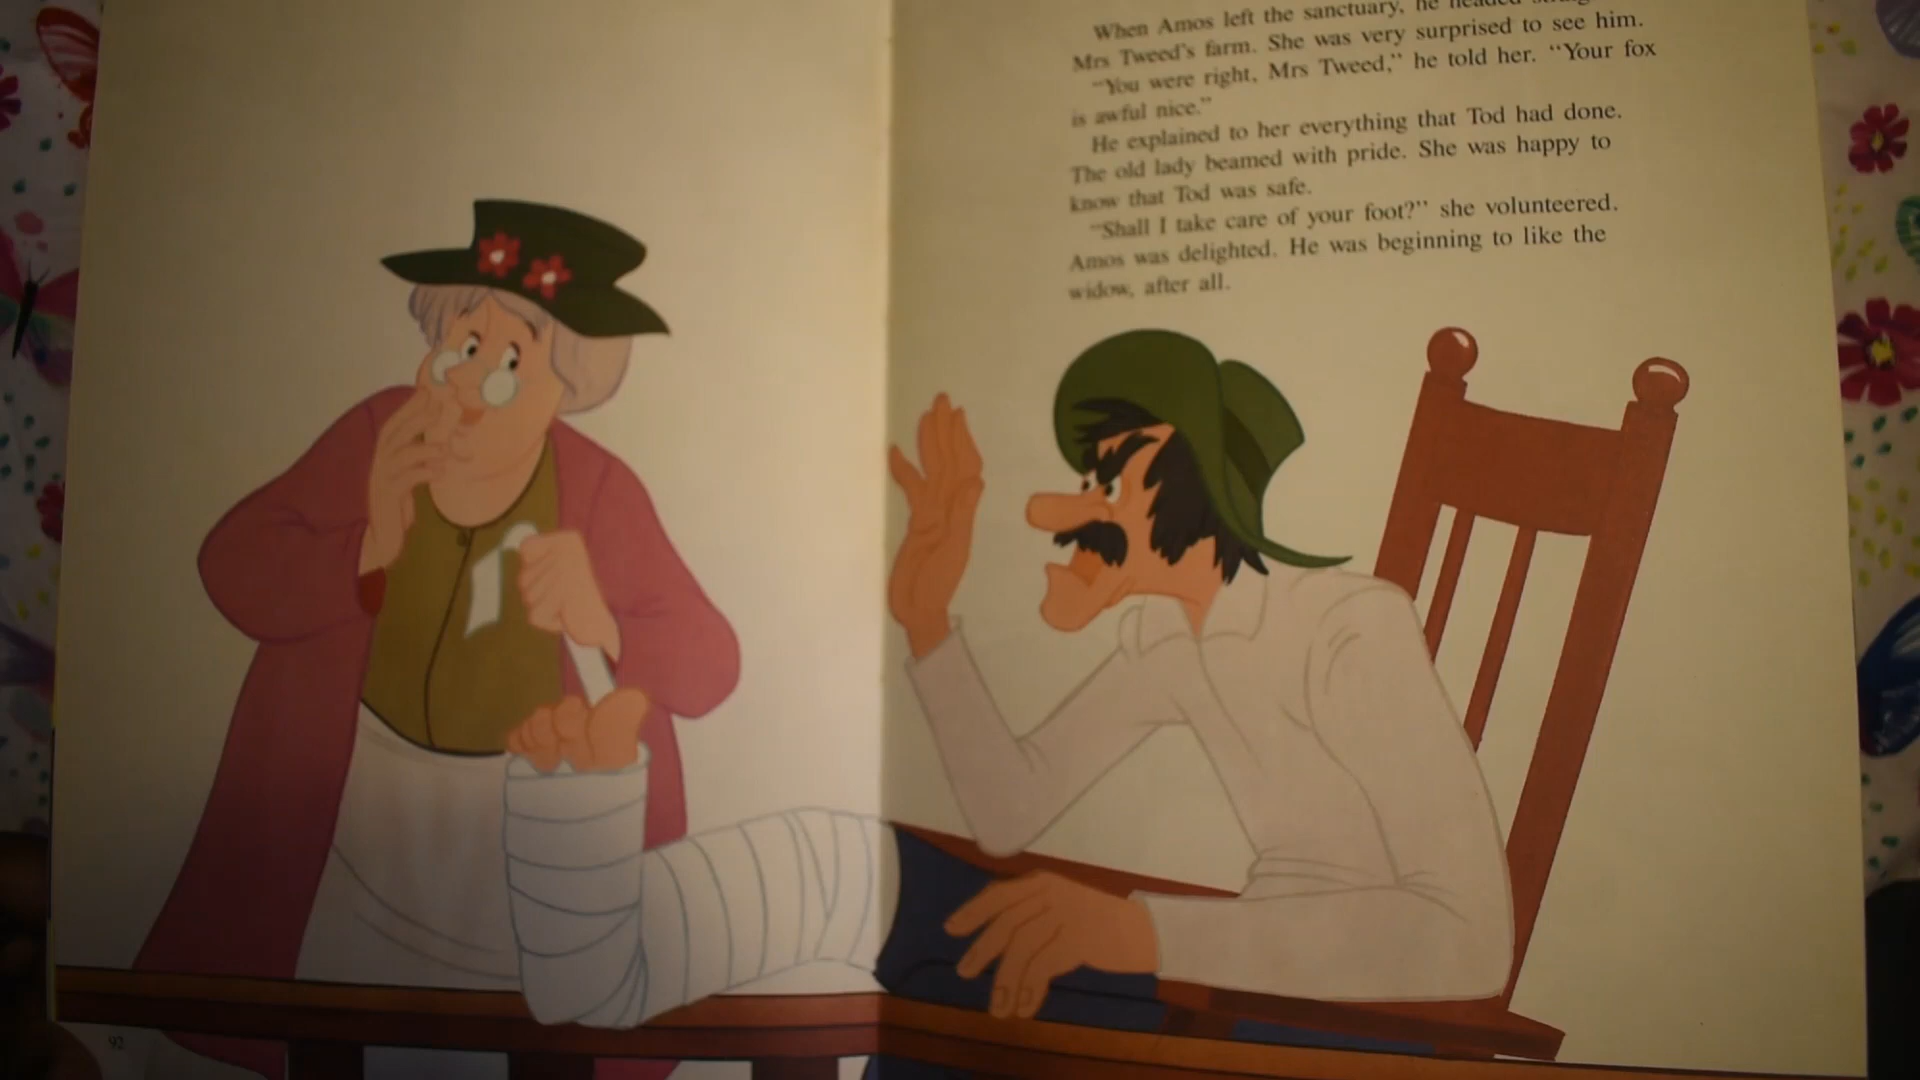 When Amos left the sanctuary, he headed
Mrs Tweed's farm. She was very surprised to see him.
"You were right, Mrs Tweed," he told her. "Your fox
is awful nice."
He explained to her everything that Tod had done.
The old lady beamed with pride. She was happy to
know that Tod was safe.
"Shall I take care of your foot?" she volunteered.
Amos was delighted. He was beginning to like the
widow, after all.
92